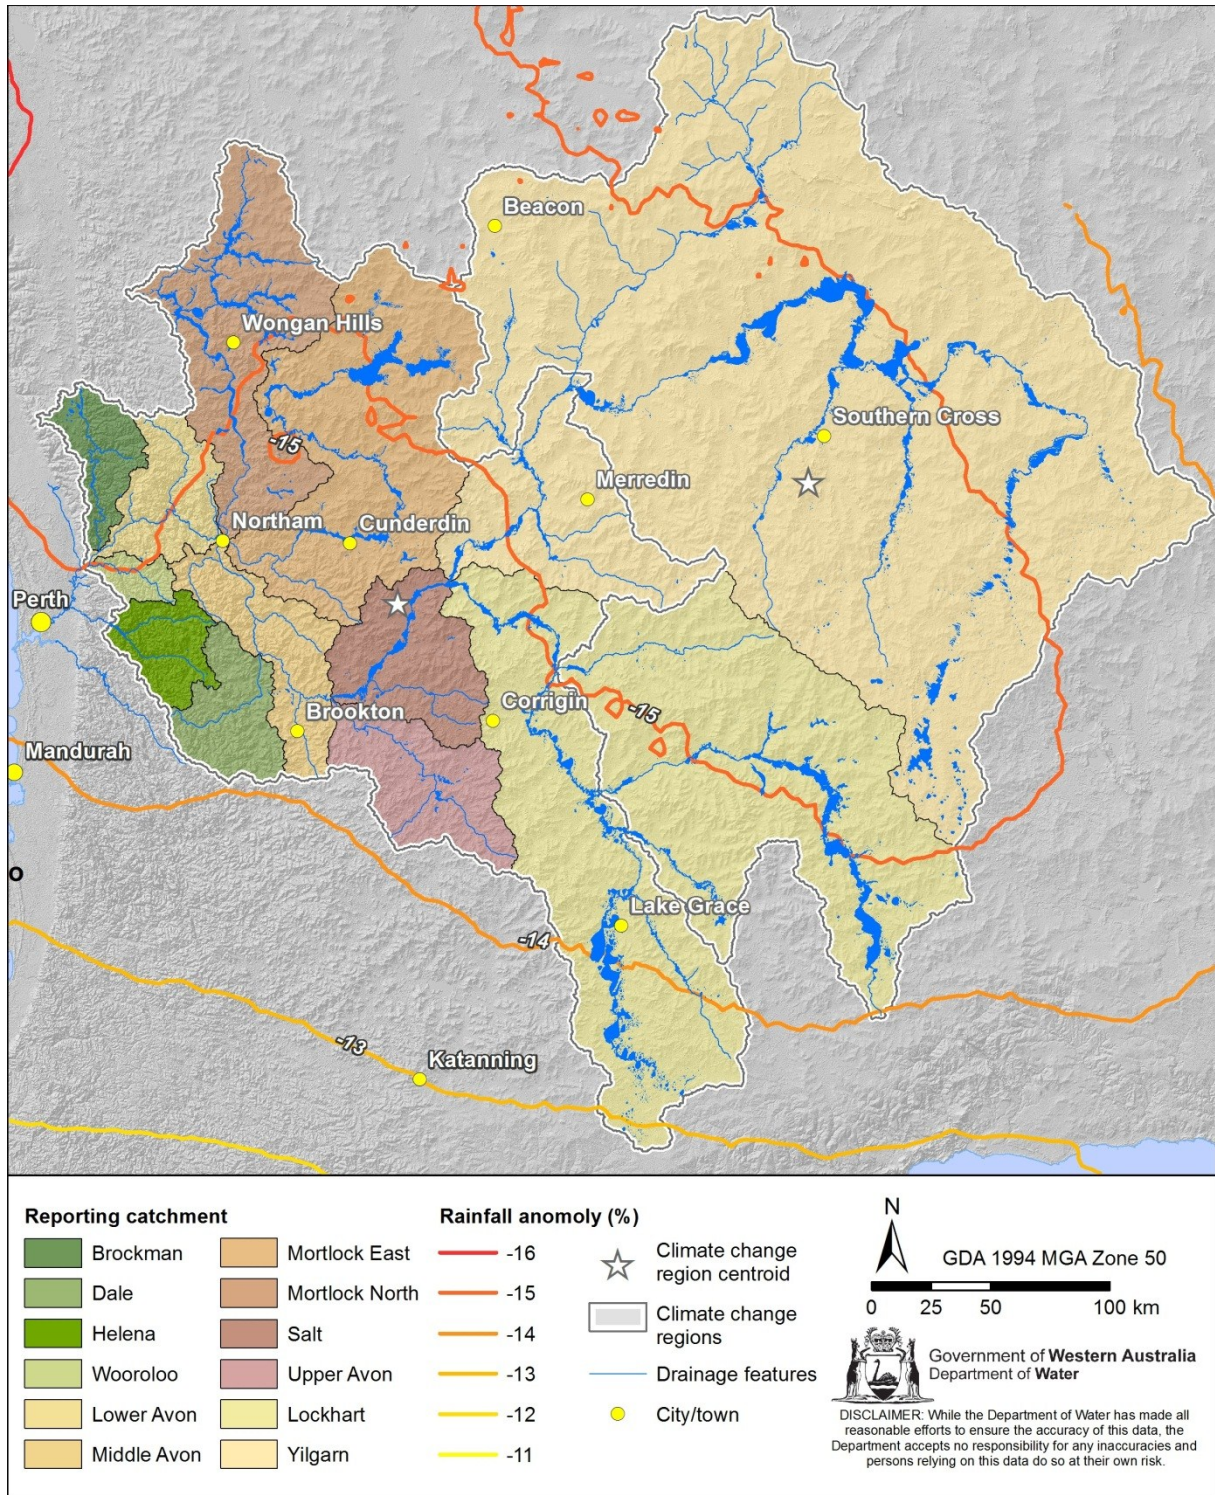 Beacon
Wongan Hills
Southern Cross
-15
Merredin
Northam
Cunderdin
Perth
Brookton
Corrigin
-15
Mandurah
o
Lake Grace
-14
-13
Katanning
Reporting catchment
Brockman
Dale
Helena
Wooroloo
Lower Avon
Middle Avon
Mortlock East
Mortlock North
Salt
Upper Avon
Lockhart
Yilgarn
Rainfall anomoly (%)
-16
-15
-14
-13
-12
-11
Climate change
region centroid
Climate change
regions
Drainage features
City/town
N
GDA 1994 MGA Zone 50
0 25 50 100 km
Government of Western Australia
Department of Water
DISCLAIMER: While the Department of Water has made all
reasonable efforts to ensure the accuracy of this data, the
Department accepts no responsibility for any inaccuracies and
persons relying on this data do so at their own risk.